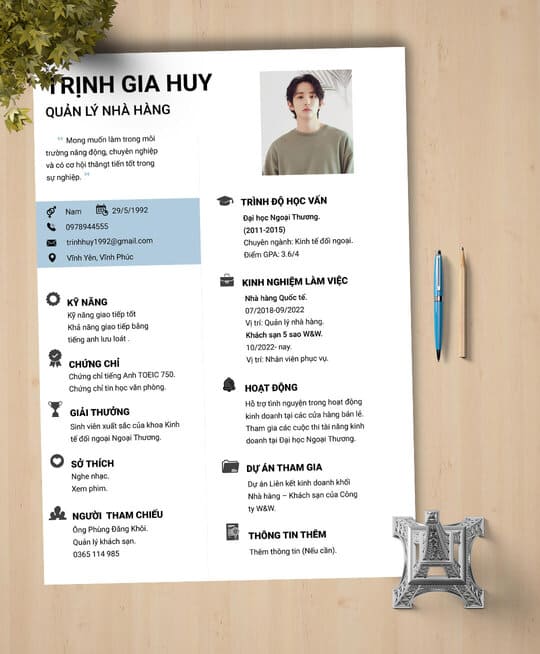 TRỊNH GIA HUY
QUẢN LÝ NHÀ HÀNG
" Mong muốn làm trong môi
trường năng động, chuyên nghiệp
và có cơ hội thăngt tiến tốt trong
sự nghiệp. "
Nam 29/5/1992
0978944555
trinhhuy1992@gmail.com
Vĩnh Yên, Vĩnh Phúc
KỸ NĂNG
Kỹ năng giao tiếp tốt
Khả năng giao tiếp bằng
tiếng anh lưu loát .
CHỨNG CHỈ
Chứng chỉ tiếng Anh TOEIC 750.
Chứng chỉ tin học văn phòng.
GIẢI THƯỞNG
Sinh viên xuất sắc của khoa Kinh
tế đối ngoại Ngoại Thương.
SỞ THÍCH
Nghe nhạc.
Xem phim.
NGƯỜI THAM CHIẾU
Ông Phùng Đăng Khôi.
Quản lý khách sạn.
0365 114 985
TRÌNH ĐỘ HỌC VẤN
Đại học Ngoại Thương.
(2011-2015)
Chuyên ngành: Kinh tế đối ngoại.
Điểm GPA: 3.6/4
KINH NGHIỆM LÀM VIỆC
Nhà hàng Quốc tế.
07/2018-09/2022
Vị trí: Quản lý nhà hàng.
Khách sạn 5 sao W&W.
10/2022- nay.
Vị trí: Nhân viên phục vụ.
HOẠT ĐỘNG
Hỗ trợ tình nguyện trong hoạt động
kinh doanh tại các cửa hàng bán lẻ.
Tham gia các cuộc thi tài năng kinh
doanh tại Đại học Ngoại Thương.
DỰ ÁN THAM GIA
Dự án Liên kết kinh doanh khối
Nhà hàng – Khách sạn của Công
ty W&W.
THÔNG TIN THÊM
Thêm thông tin (Nếu cần).